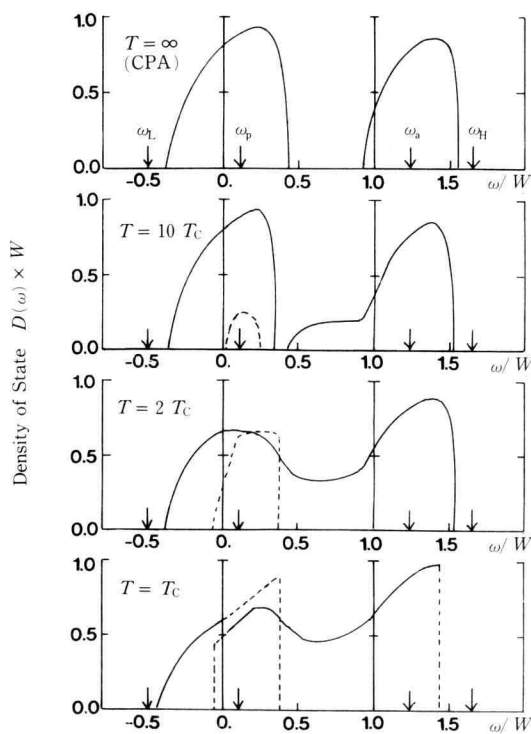 Density of State D(ω) × W
1.0
T = ∞
(CPA)
0.5
ω_L
ω_p
ω_a
ω_H
0.0
-0.5 0. 0.5 1.0 1.5
ω/ W
1.0
T = 10 T_C
0.5
0.0
-0.5 0. 0.5 1.0 1.5
ω/ W
1.0
T = 2 T_C
0.5
0.0
-0.5 0. 0.5 1.0 1.5
ω/ W
1.0
T = T_C
0.5
0.0
-0.5 0. 0.5 1.0 1.5
ω/ W